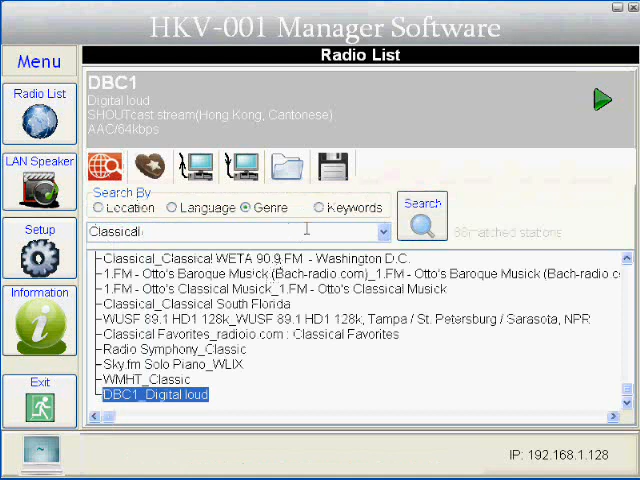 HKV-001 Manager Software
Menu
Radio List
Radio List
LAN Speaker
Setup
Information
Exit
DBC1
Digital loud
SHOUTcast stream(Hong Kong, Cantonese)
AAC/64kbps
Search By
Location
Language
Genre
Keywords
Search
Classical
88matched stations
Classical_Classical WETA 90.9 FM - Washington D.C.
1.FM - Otto's Baroque Musick (Bach-radio com)_1.FM - Otto's Baroque Musick (Bach-radio c
1.FM - Otto's Classical Musick_1.FM - Otto's Classical Musick
Classical_Classical South Florida
WUSF 89.1 HD1 128k_WUSF 89.1 HD1 128k, Tampa / St. Petersburg / Sarasota, NPR
Classical Favorites_radioio com : Classical Favorites
Radio Symphony_Classic
Sky.fm Solo Piano_WLIX
WMHT_Classic
DBC1_Digital loud
IP: 192.168.1.128